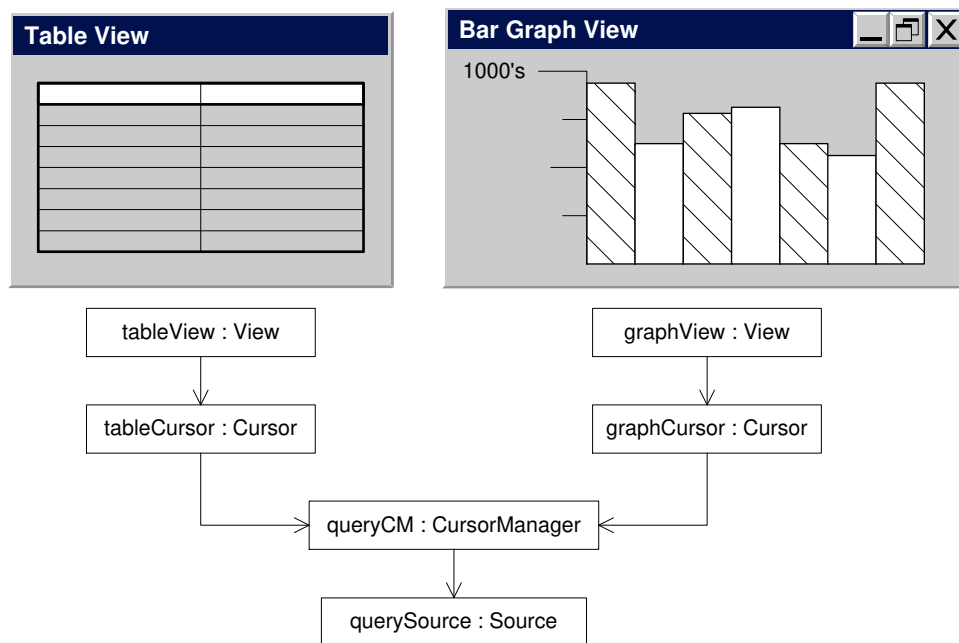 Table View
Bar Graph View
1000's
tableView : View
graphView : View
tableCursor : Cursor
graphCursor : Cursor
queryCM : CursorManager
querySource : Source